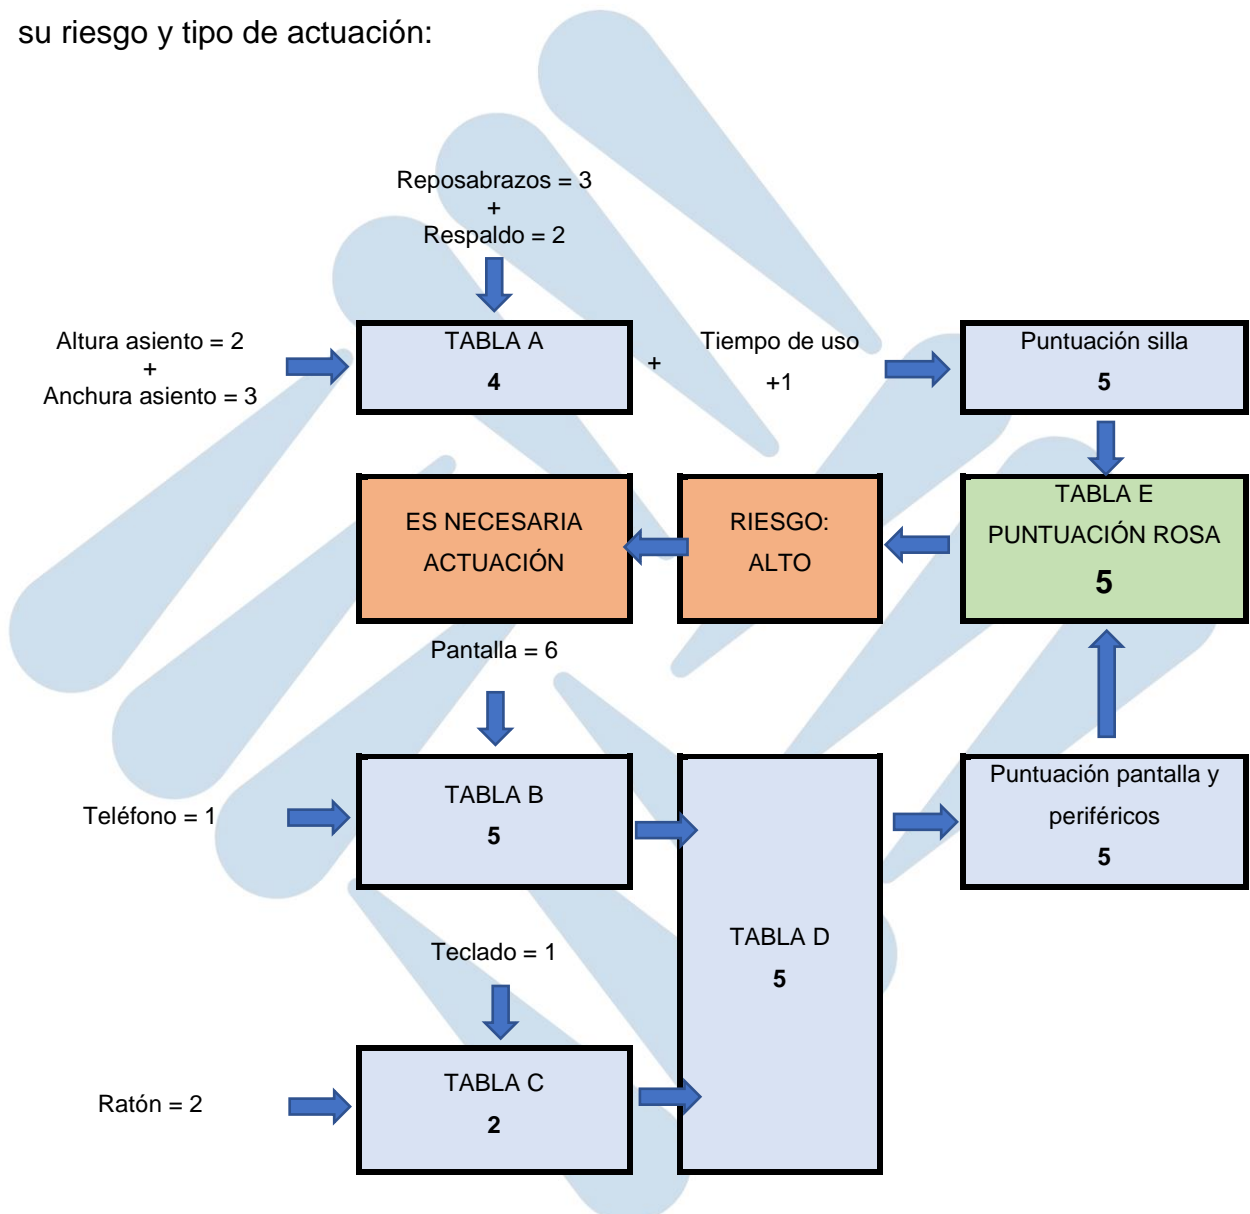 su riesgo y tipo de actuación:
Reposabrazos = 3
+
Respaldo = 2
Altura asiento = 2
+
Anchura asiento = 3
TABLA A
4
+
Tiempo de uso
+1
Puntuación silla
5
ES NECESARIA
ACTUACIÓN
RIESGO:
ALTO
TABLA E
PUNTUACIÓN ROSA
5
Pantalla = 6
Teléfono = 1
TABLA B
5
Puntuación pantalla y
periféricos
5
Teclado = 1
TABLA D
5
Ratón = 2
TABLA C
2